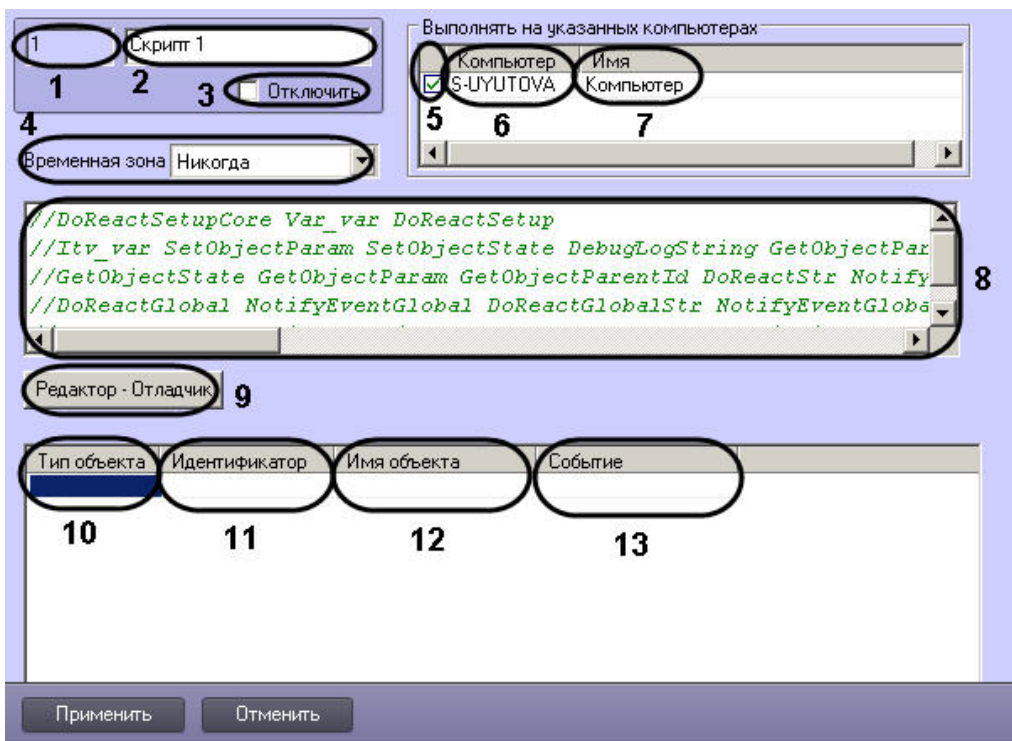 1
Скрипт 1
1
2
3
Отключить
Выполнять на указанных компьютерах
Компьютер
Имя
S-UYUTOVA
Компьютер
5
6
7
4
Временная зона
Никогда
//DoReactSetupCore Var_var DoReactSetup
//Itv_var SetObjectParam SetObjectState DebugLogString GetObjectPar
//GetObjectState GetObjectParam GetObjectParentId DoReactStr Notify
//DoReactGlobal NotifyEventGlobal DoReactGlobalStr NotifyEventGloba
8
Редактор - Отладчик
9
Тип объекта
Идентификатор
Имя объекта
Событие
10
11
12
13
Применить
Отменить